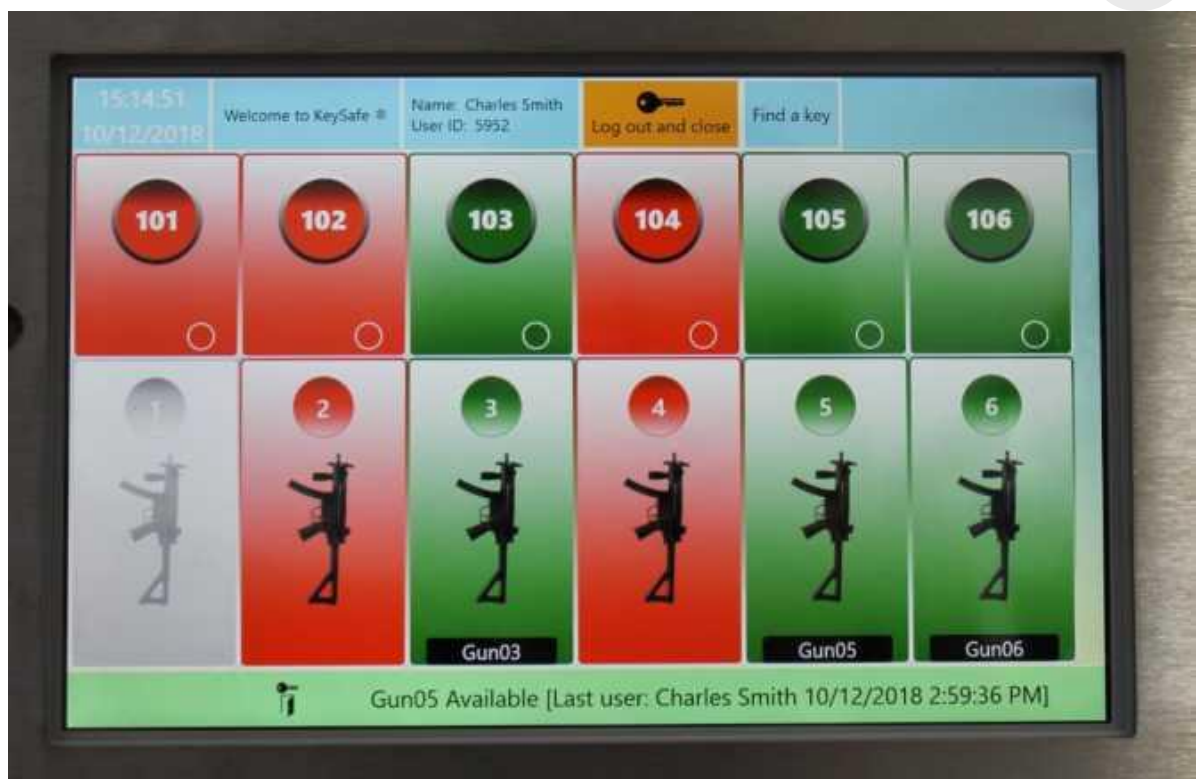 15:14:51
10/12/2018
Welcome to KeySafe ®
Name: Charles Smith
User ID: 5952
Log out and close
Find a key
101 102 103 104 105 106
1 2 3 4 5 6
Gun03 Gun05 Gun06
Gun05 Available [Last user: Charles Smith 10/12/2018 2:59:36 PM]